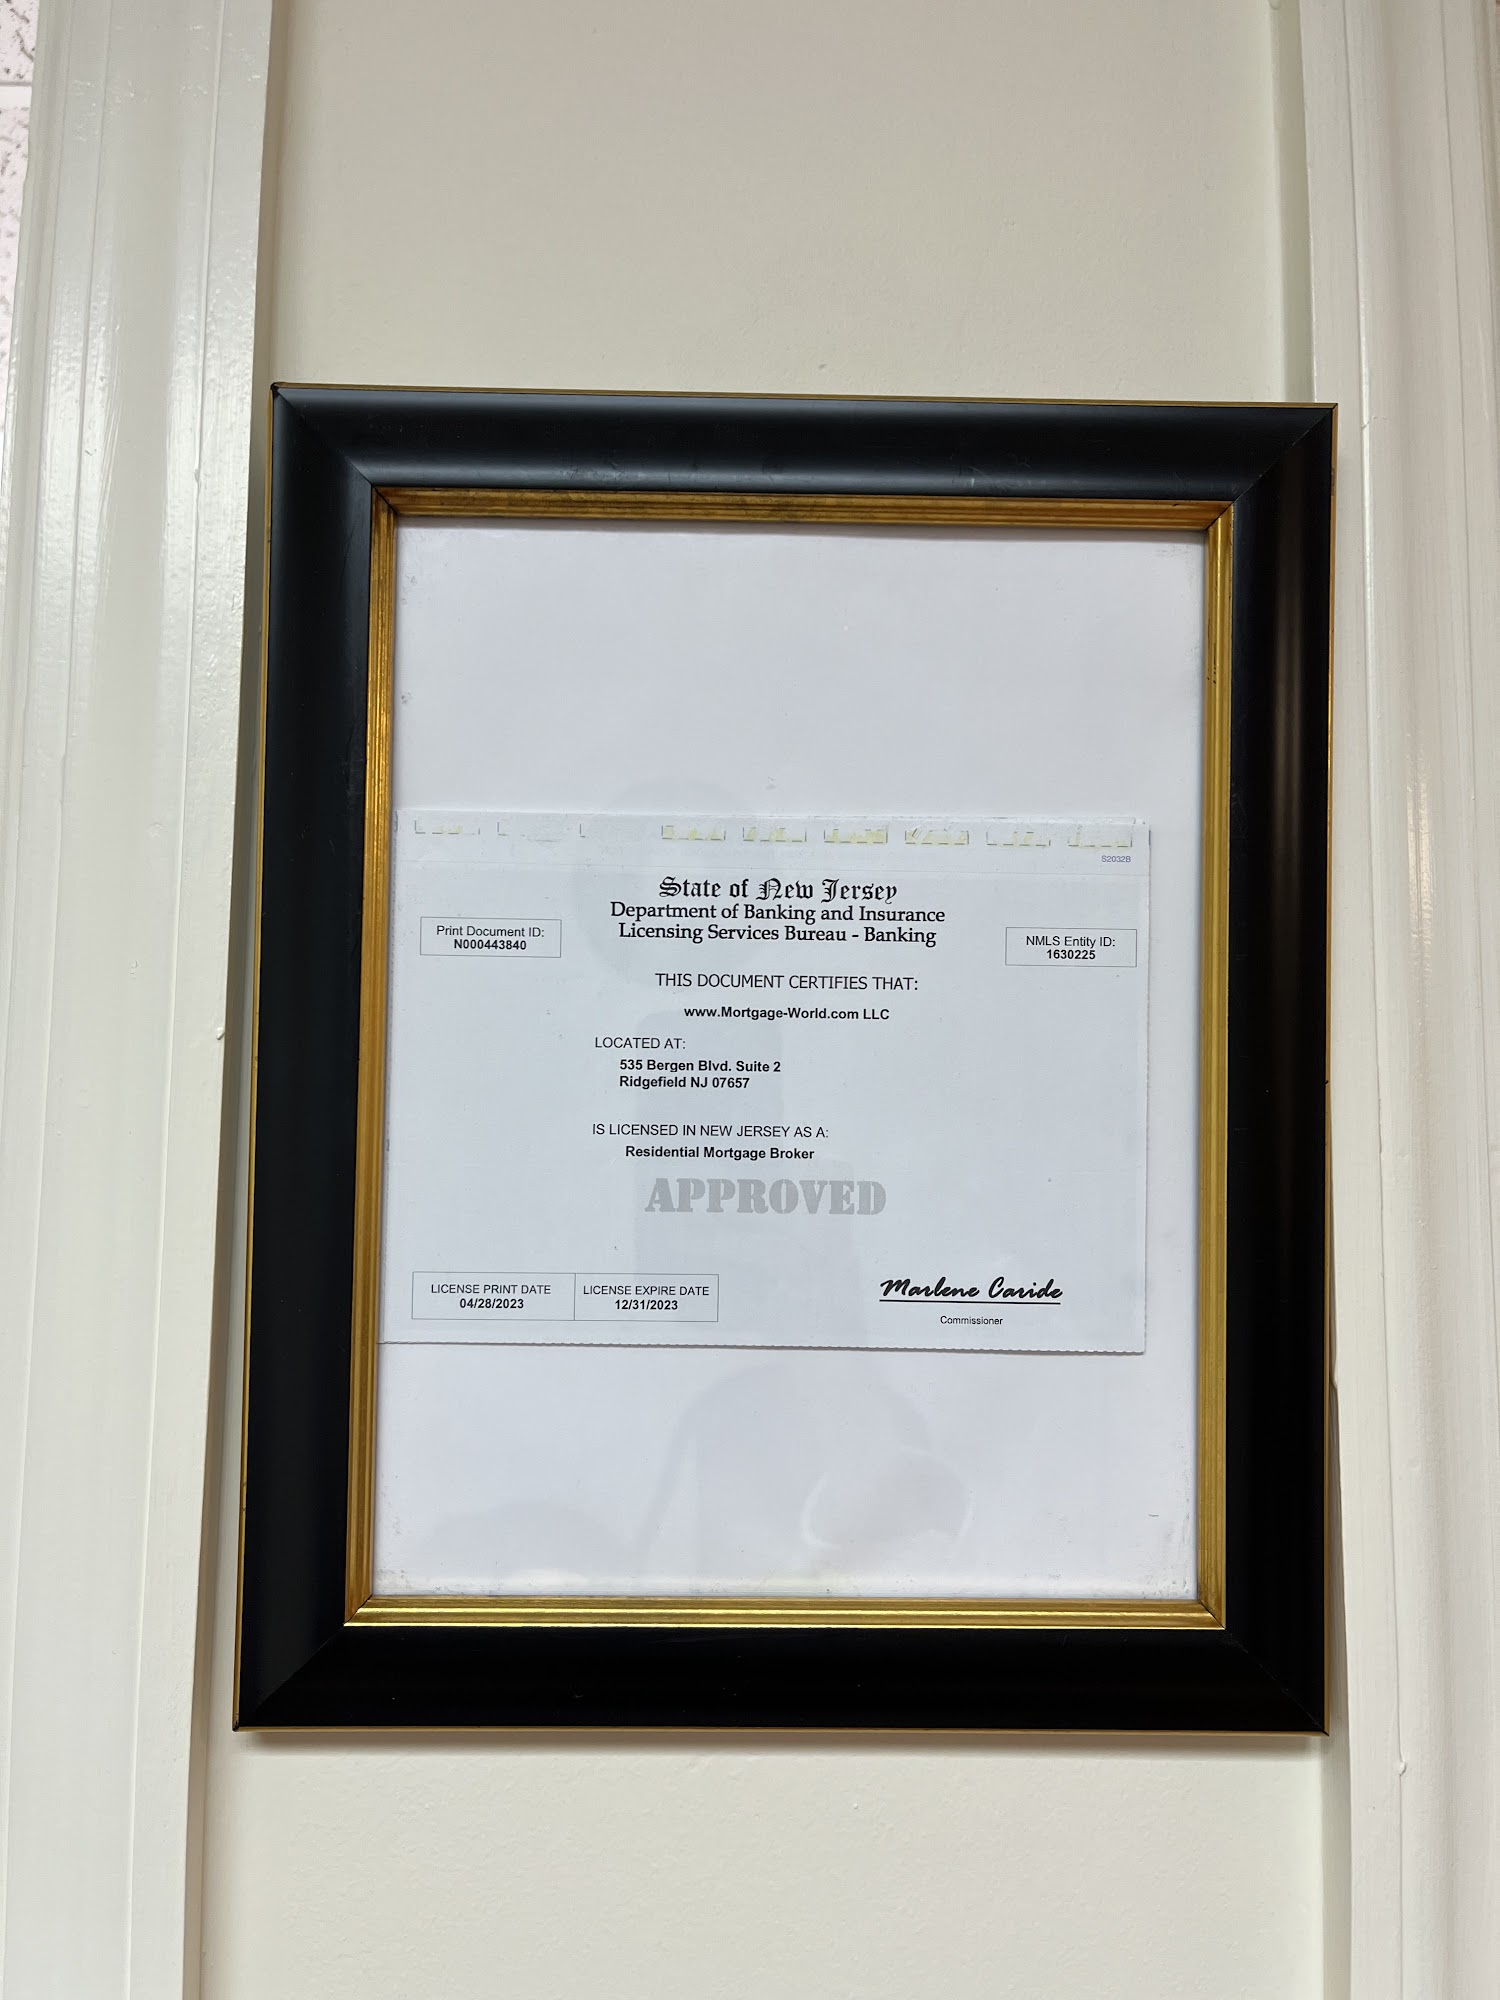 S2032B
State of New Jersey
Department of Banking and Insurance
Licensing Services Bureau - Banking
Print Document ID:
N000443840
NMLS Entity ID:
1630225
THIS DOCUMENT CERTIFIES THAT:
www.Mortgage-World.com LLC
LOCATED AT:
535 Bergen Blvd. Suite 2
Ridgefield NJ 07657
IS LICENSED IN NEW JERSEY AS A:
Residential Mortgage Broker
APPROVED
LICENSE PRINT DATE
04/28/2023
LICENSE EXPIRE DATE
12/31/2023
Marlene Caride
Commissioner